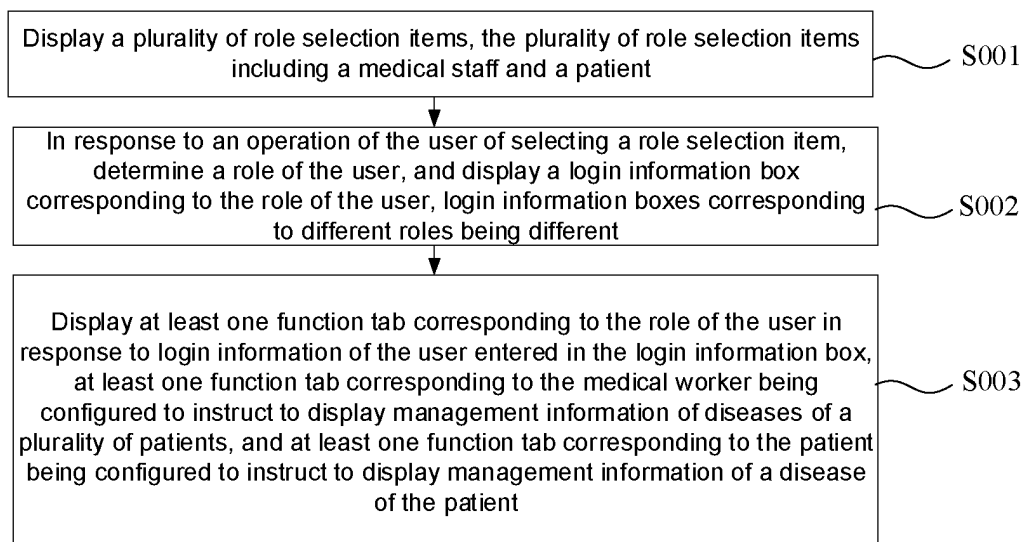 Display a plurality of role selection items, the plurality of role selection items
including a medical staff and a patient
S001
In response to an operation of the user of selecting a role selection item,
determine a role of the user, and display a login information box
corresponding to the role of the user, login information boxes corresponding
to different roles being different
S002
Display at least one function tab corresponding to the role of the user in
response to login information of the user entered in the login information box,
at least one function tab corresponding to the medical worker being
configured to instruct to display management information of diseases of a
plurality of patients, and at least one function tab corresponding to the patient
being configured to instruct to display management information of a disease
of the patient
S003